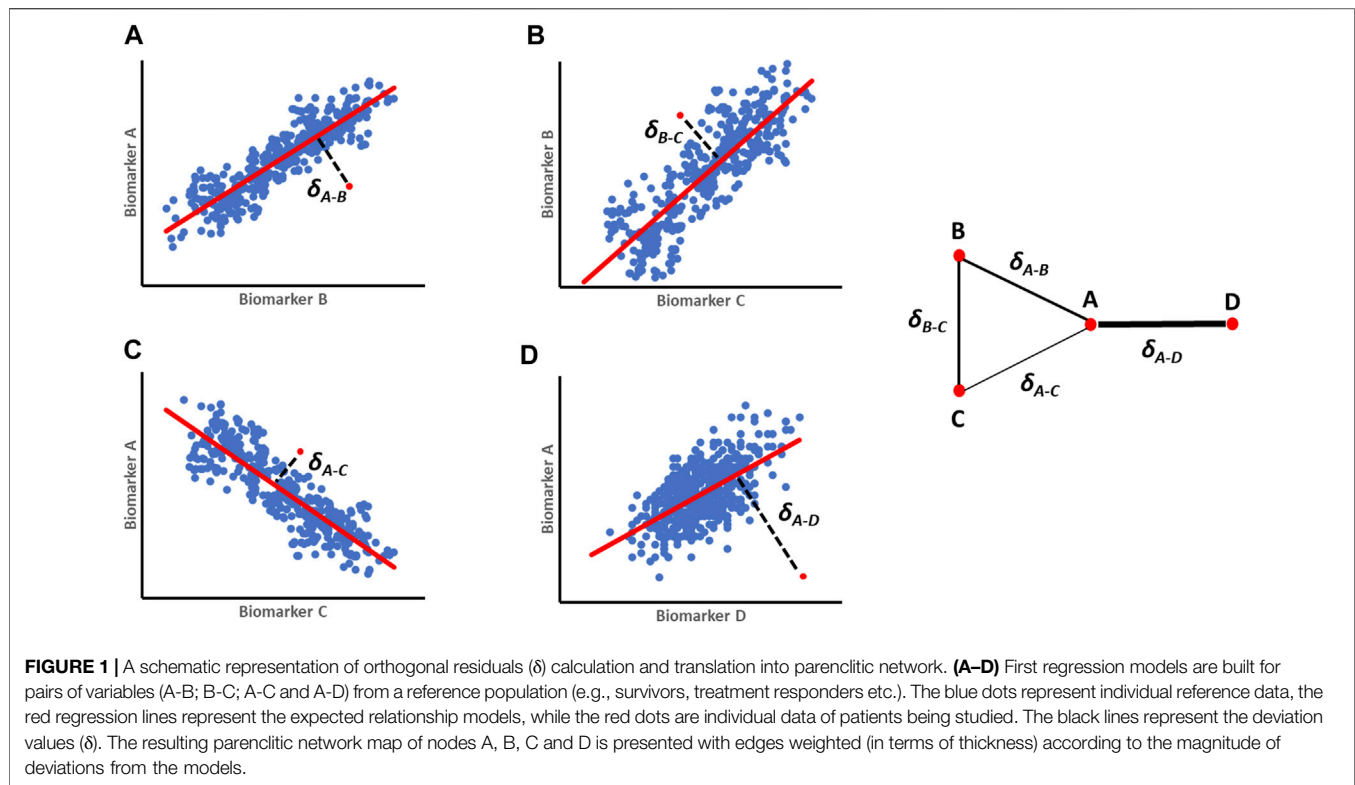 A
Biomarker A
δA-B
Biomarker B
B
Biomarker B
δB-C
Biomarker C
C
Biomarker A
δA-C
Biomarker C
D
Biomarker A
δA-D
Biomarker D
B
δA-B
A
D
δB-C
δA-D
δA-C
C
FIGURE 1 | A schematic representation of orthogonal residuals (δ) calculation and translation into parenclitic network. (A–D) First regression models are built for
pairs of variables (A-B; B-C; A-C and A-D) from a reference population (e.g., survivors, treatment responders etc.). The blue dots represent individual reference data, the
red regression lines represent the expected relationship models, while the red dots are individual data of patients being studied. The black lines represent the deviation
values (δ). The resulting parenclitic network map of nodes A, B, C and D is presented with edges weighted (in terms of thickness) according to the magnitude of
deviations from the models.